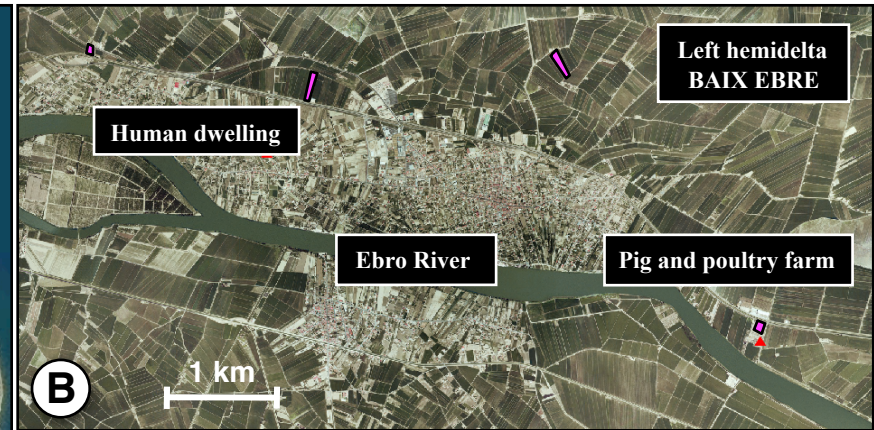 Left hemidelta
BAIX EBRE
Human dwelling
Ebro River
Pig and poultry farm
B
1 km